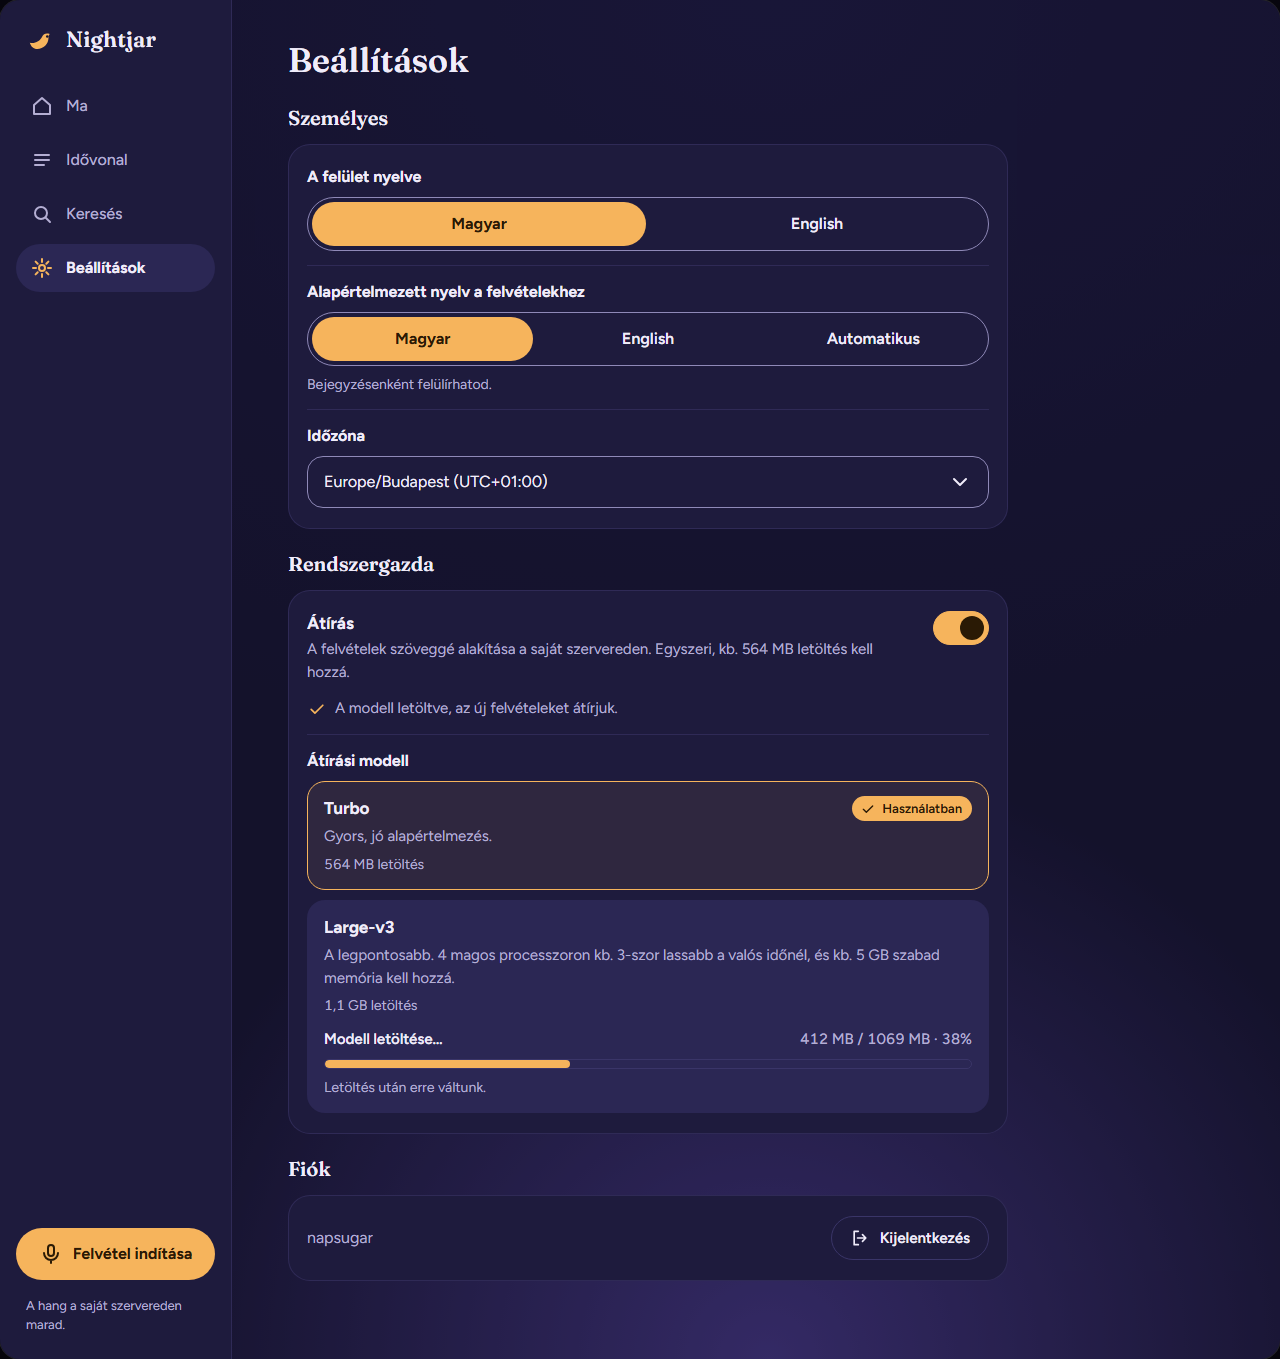 Nightjar
Ma
Idővonal
Keresés
Beállítások
Felvétel indítása
A hang a saját szervereden
marad.
Beállítások
Személyes
A felület nyelve
Magyar English
Alapértelmezett nyelv a felvételekhez
Magyar English Automatikus
Bejegyzésenként felülírhatod.
Időzóna
Europe/Budapest (UTC+01:00)
Rendszergazda
Átírás
A felvételek szöveggé alakítása a saját szervereden. Egyszeri, kb. 564 MB letöltés kell
hozzá.
A modell letöltve, az új felvételeket átírjuk.
Átírási modell
Turbo Használatban
Gyors, jó alapértelmezés.
564 MB letöltés
Large-v3
A legpontosabb. 4 magos processzoron kb. 3-szor lassabb a valós időnél, és kb. 5 GB szabad
memória kell hozzá.
1,1 GB letöltés
Modell letöltése... 412 MB / 1069 MB · 38%
Letöltés után erre váltunk.
Fiók
napsugar Kijelentkezés